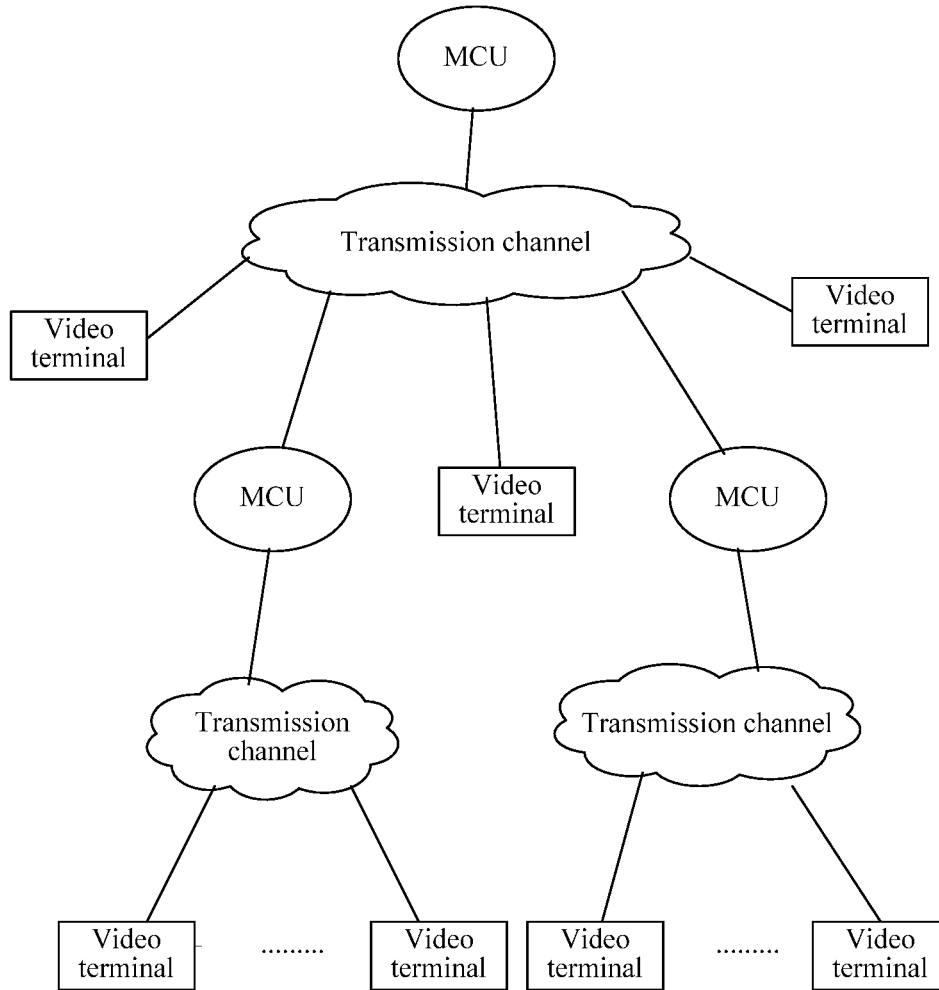 MCU
Transmission channel
Video
terminal
Video
terminal
MCU
Video
terminal
MCU
Transmission
channel
Transmission channel
Video
terminal
.........
Video
terminal
Video
terminal
.........
Video
terminal